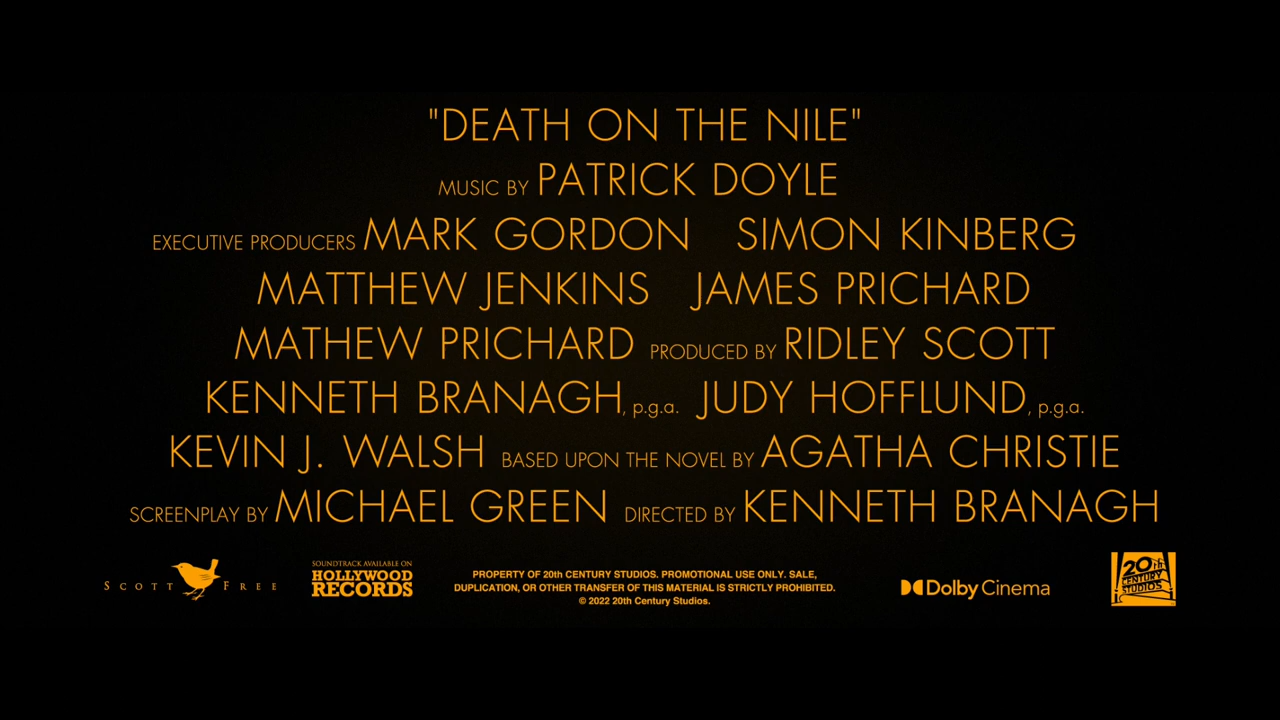 "DEATH ON THE NILE"
MUSIC BY PATRICK DOYLE
EXECUTIVE PRODUCERS MARK GORDON SIMON KINBERG
MATTHEW JENKINS JAMES PRICHARD
MATHEW PRICHARD PRODUCED BY RIDLEY SCOTT
KENNETH BRANAGH, p.g.a. JUDY HOFFLUND, p.g.a.
KEVIN J. WALSH BASED UPON THE NOVEL BY AGATHA CHRISTIE
SCREENPLAY BY MICHAEL GREEN DIRECTED BY KENNETH BRANAGH
SCOTT FREE
SOUNDTRACK AVAILABLE ON
HOLLYWOOD
RECORDS
PROPERTY OF 20th CENTURY STUDIOS. PROMOTIONAL USE ONLY. SALE,
DUPLICATION, OR OTHER TRANSFER OF THIS MATERIAL IS STRICTLY PROHIBITED.
© 2022 20th Century Studios.
Dolby Cinema
20th
CENTURY
STUDIOS